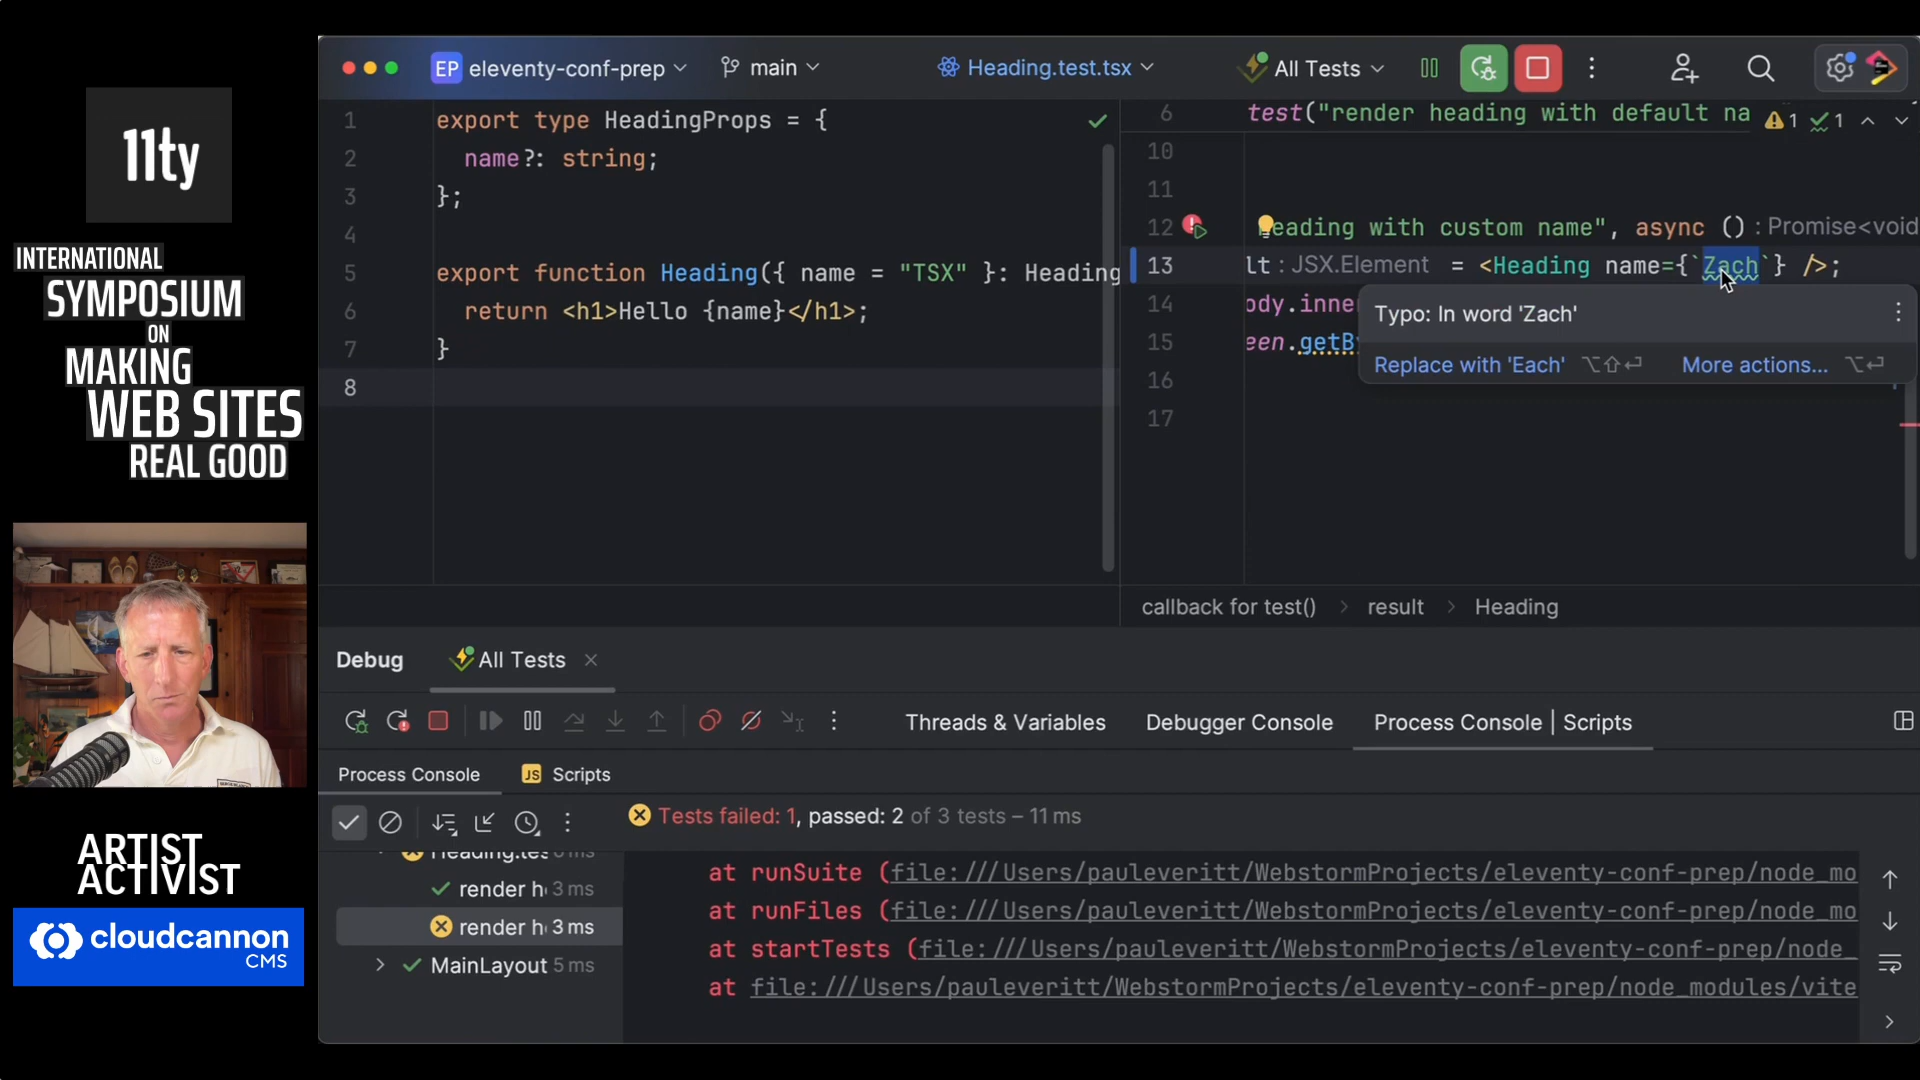 11ty
INTERNATIONAL
SYMPOSIUM
ON
MAKING
WEB SITES
REAL GOOD
ARTIST
ACTIVIST
cloudcannon
CMS
EP eleventy-conf-prep
main
Heading.test.tsx
All Tests
1 export type HeadingProps = {
2 name?: string;
3 };
4
5 export function Heading({ name = "TSX" }: Heading
6 return <h1>Hello {name}</h1>;
7 }
8
6 test("render heading with default na
1 1
10
11
12 eading with custom name", async () : Promise<void
13 lt : JSX.Element = <Heading name={`Zach`} />;
14 ody.inner
15 een.getB
16
17
Typo: In word 'Zach'
Replace with 'Each' ⌥⇧⏎ More actions... ⌥⏎
callback for test() > result > Heading
Debug All Tests
Threads & Variables Debugger Console Process Console | Scripts
Process Console JS Scripts
Tests failed: 1, passed: 2 of 3 tests – 11 ms
render h 3 ms
render h 3 ms
MainLayout 5 ms
at runSuite (file:///Users/pauleveritt/WebstormProjects/eleventy-conf-prep/node_mo
at runFiles (file:///Users/pauleveritt/WebstormProjects/eleventy-conf-prep/node_mo
at startTests (file:///Users/pauleveritt/WebstormProjects/eleventy-conf-prep/node_
at file:///Users/pauleveritt/WebstormProjects/eleventy-conf-prep/node_modules/vite